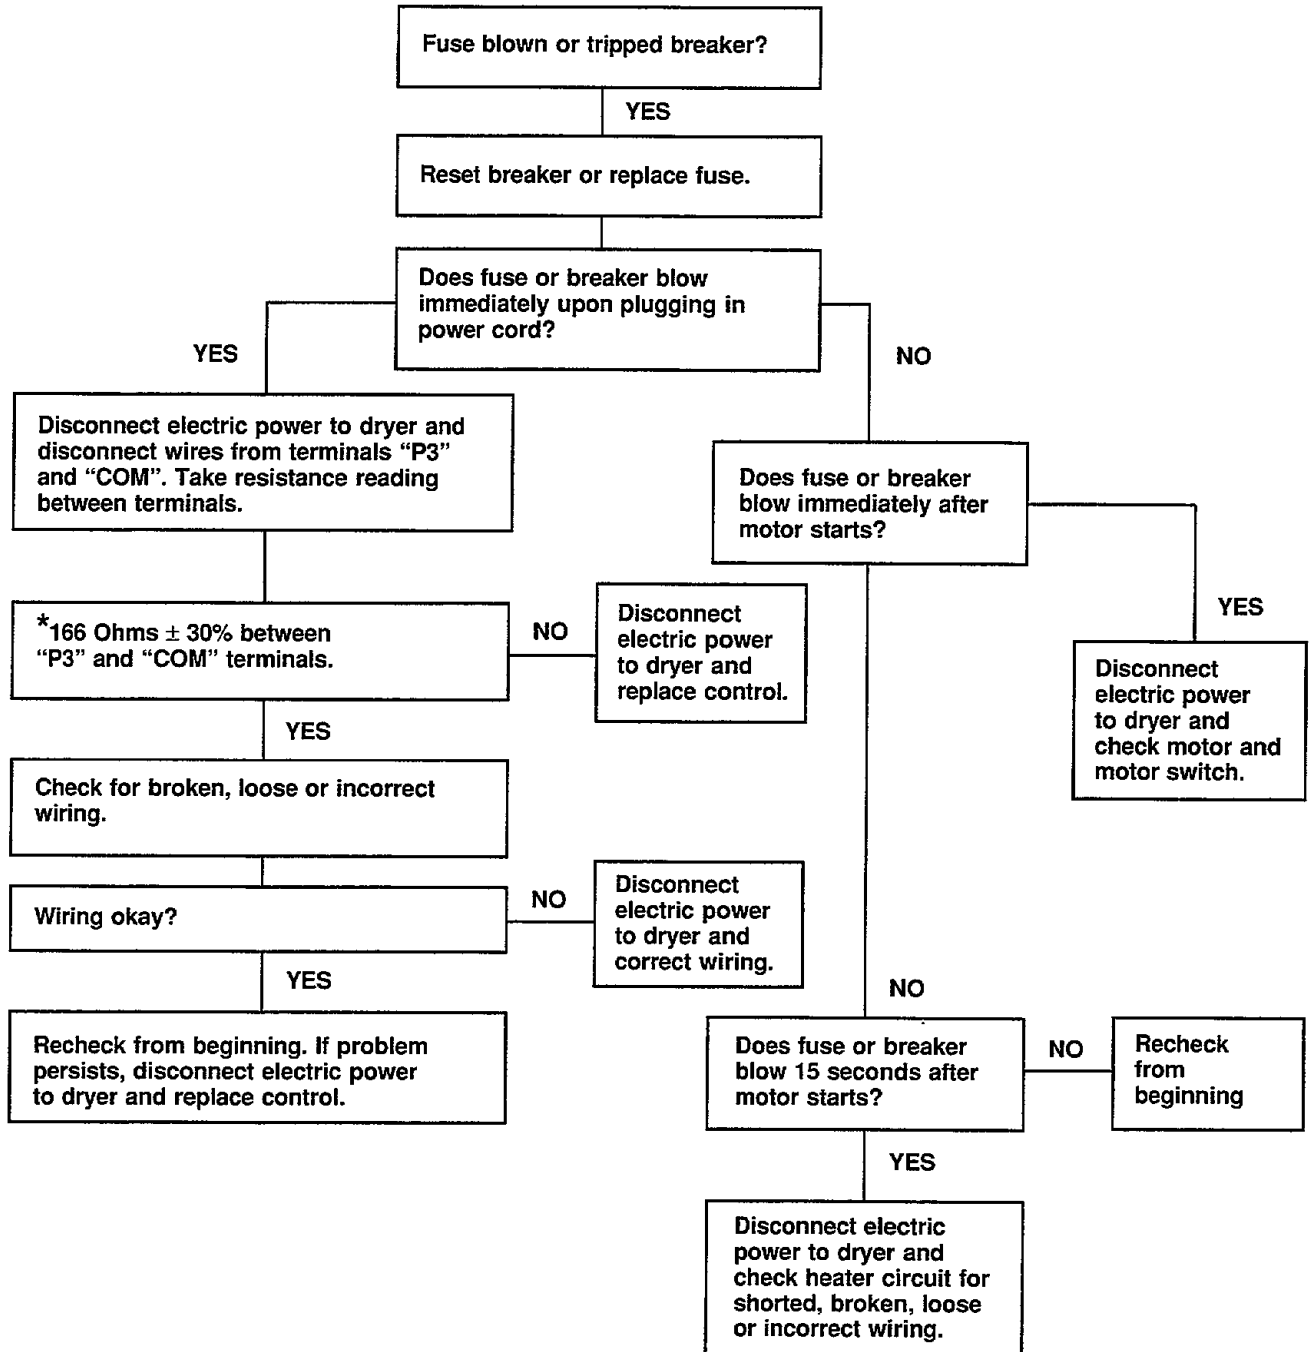 Fuse blown or tripped breaker?
YES
Reset breaker or replace fuse.
Does fuse or breaker blow
immediately upon plugging in
power cord?
YES
NO
Disconnect electric power to dryer and
disconnect wires from terminals “P3”
and “COM”. Take resistance reading
between terminals.
Does fuse or breaker
blow immediately after
motor starts?
*166 Ohms ± 30% between
“P3” and “COM” terminals.
NO
Disconnect
electric power
to dryer and
replace control.
YES
Disconnect
electric power
to dryer and
check motor and
motor switch.
YES
Check for broken, loose or incorrect
wiring.
Wiring okay?
NO
Disconnect
electric power
to dryer and
correct wiring.
YES
Recheck from beginning. If problem
persists, disconnect electric power
to dryer and replace control.
NO
Does fuse or breaker
blow 15 seconds after
motor starts?
NO
Recheck
from
beginning
YES
Disconnect electric
power to dryer and
check heater circuit for
shorted, broken, loose
or incorrect wiring.